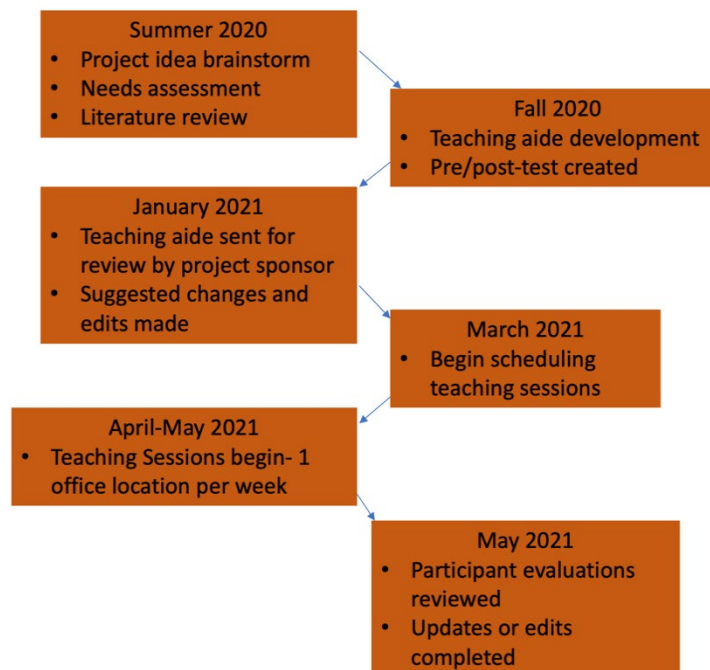 Summer 2020
• Project idea brainstorm
• Needs assessment
• Literature review
Fall 2020
• Teaching aide development
• Pre/post-test created
January 2021
• Teaching aide sent for
review by project sponsor
• Suggested changes and
edits made
March 2021
• Begin scheduling
teaching sessions
April-May 2021
• Teaching Sessions begin- 1
office location per week
May 2021
• Participant evaluations
reviewed
• Updates or edits
completed